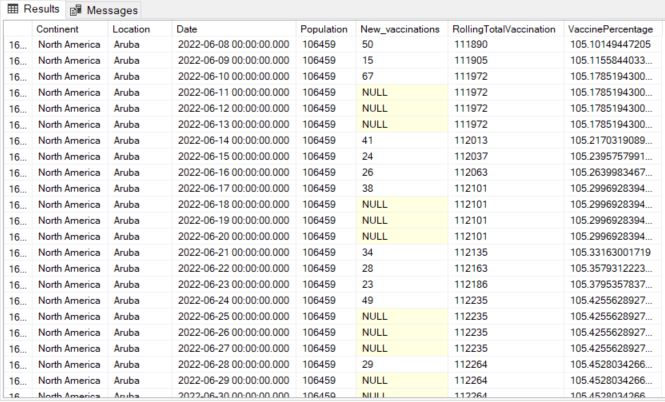 Results Messages
Continent Location Date Population New_vaccinations RollingTotalVaccination VaccinePercentage
16... North America Aruba 2022-06-08 00:00:00.000 106459 50 111890 105.10149447205
16... North America Aruba 2022-06-09 00:00:00.000 106459 15 111905 105.1155844033...
16... North America Aruba 2022-06-10 00:00:00.000 106459 67 111972 105.1785194300...
16... North America Aruba 2022-06-11 00:00:00.000 106459 NULL 111972 105.1785194300...
16... North America Aruba 2022-06-12 00:00:00.000 106459 NULL 111972 105.1785194300...
16... North America Aruba 2022-06-13 00:00:00.000 106459 NULL 111972 105.1785194300...
16... North America Aruba 2022-06-14 00:00:00.000 106459 41 112013 105.2170319089...
16... North America Aruba 2022-06-15 00:00:00.000 106459 24 112037 105.2395757991...
16... North America Aruba 2022-06-16 00:00:00.000 106459 26 112063 105.2639983467...
16... North America Aruba 2022-06-17 00:00:00.000 106459 38 112101 105.2996928394...
16... North America Aruba 2022-06-18 00:00:00.000 106459 NULL 112101 105.2996928394...
16... North America Aruba 2022-06-19 00:00:00.000 106459 NULL 112101 105.2996928394...
16... North America Aruba 2022-06-20 00:00:00.000 106459 NULL 112101 105.2996928394...
16... North America Aruba 2022-06-21 00:00:00.000 106459 34 112135 105.33163001719
16... North America Aruba 2022-06-22 00:00:00.000 106459 28 112163 105.3579312223...
16... North America Aruba 2022-06-23 00:00:00.000 106459 23 112186 105.3795357837...
16... North America Aruba 2022-06-24 00:00:00.000 106459 49 112235 105.4255628927...
16... North America Aruba 2022-06-25 00:00:00.000 106459 NULL 112235 105.4255628927...
16... North America Aruba 2022-06-26 00:00:00.000 106459 NULL 112235 105.4255628927...
16... North America Aruba 2022-06-27 00:00:00.000 106459 NULL 112235 105.4255628927...
16... North America Aruba 2022-06-28 00:00:00.000 106459 29 112264 105.4528034266...
16... North America Aruba 2022-06-29 00:00:00.000 106459 NULL 112264 105.4528034266...
16... North America Aruba 2022-06-30 00:00:00.000 106459 NULL 112264 105.4528034266...